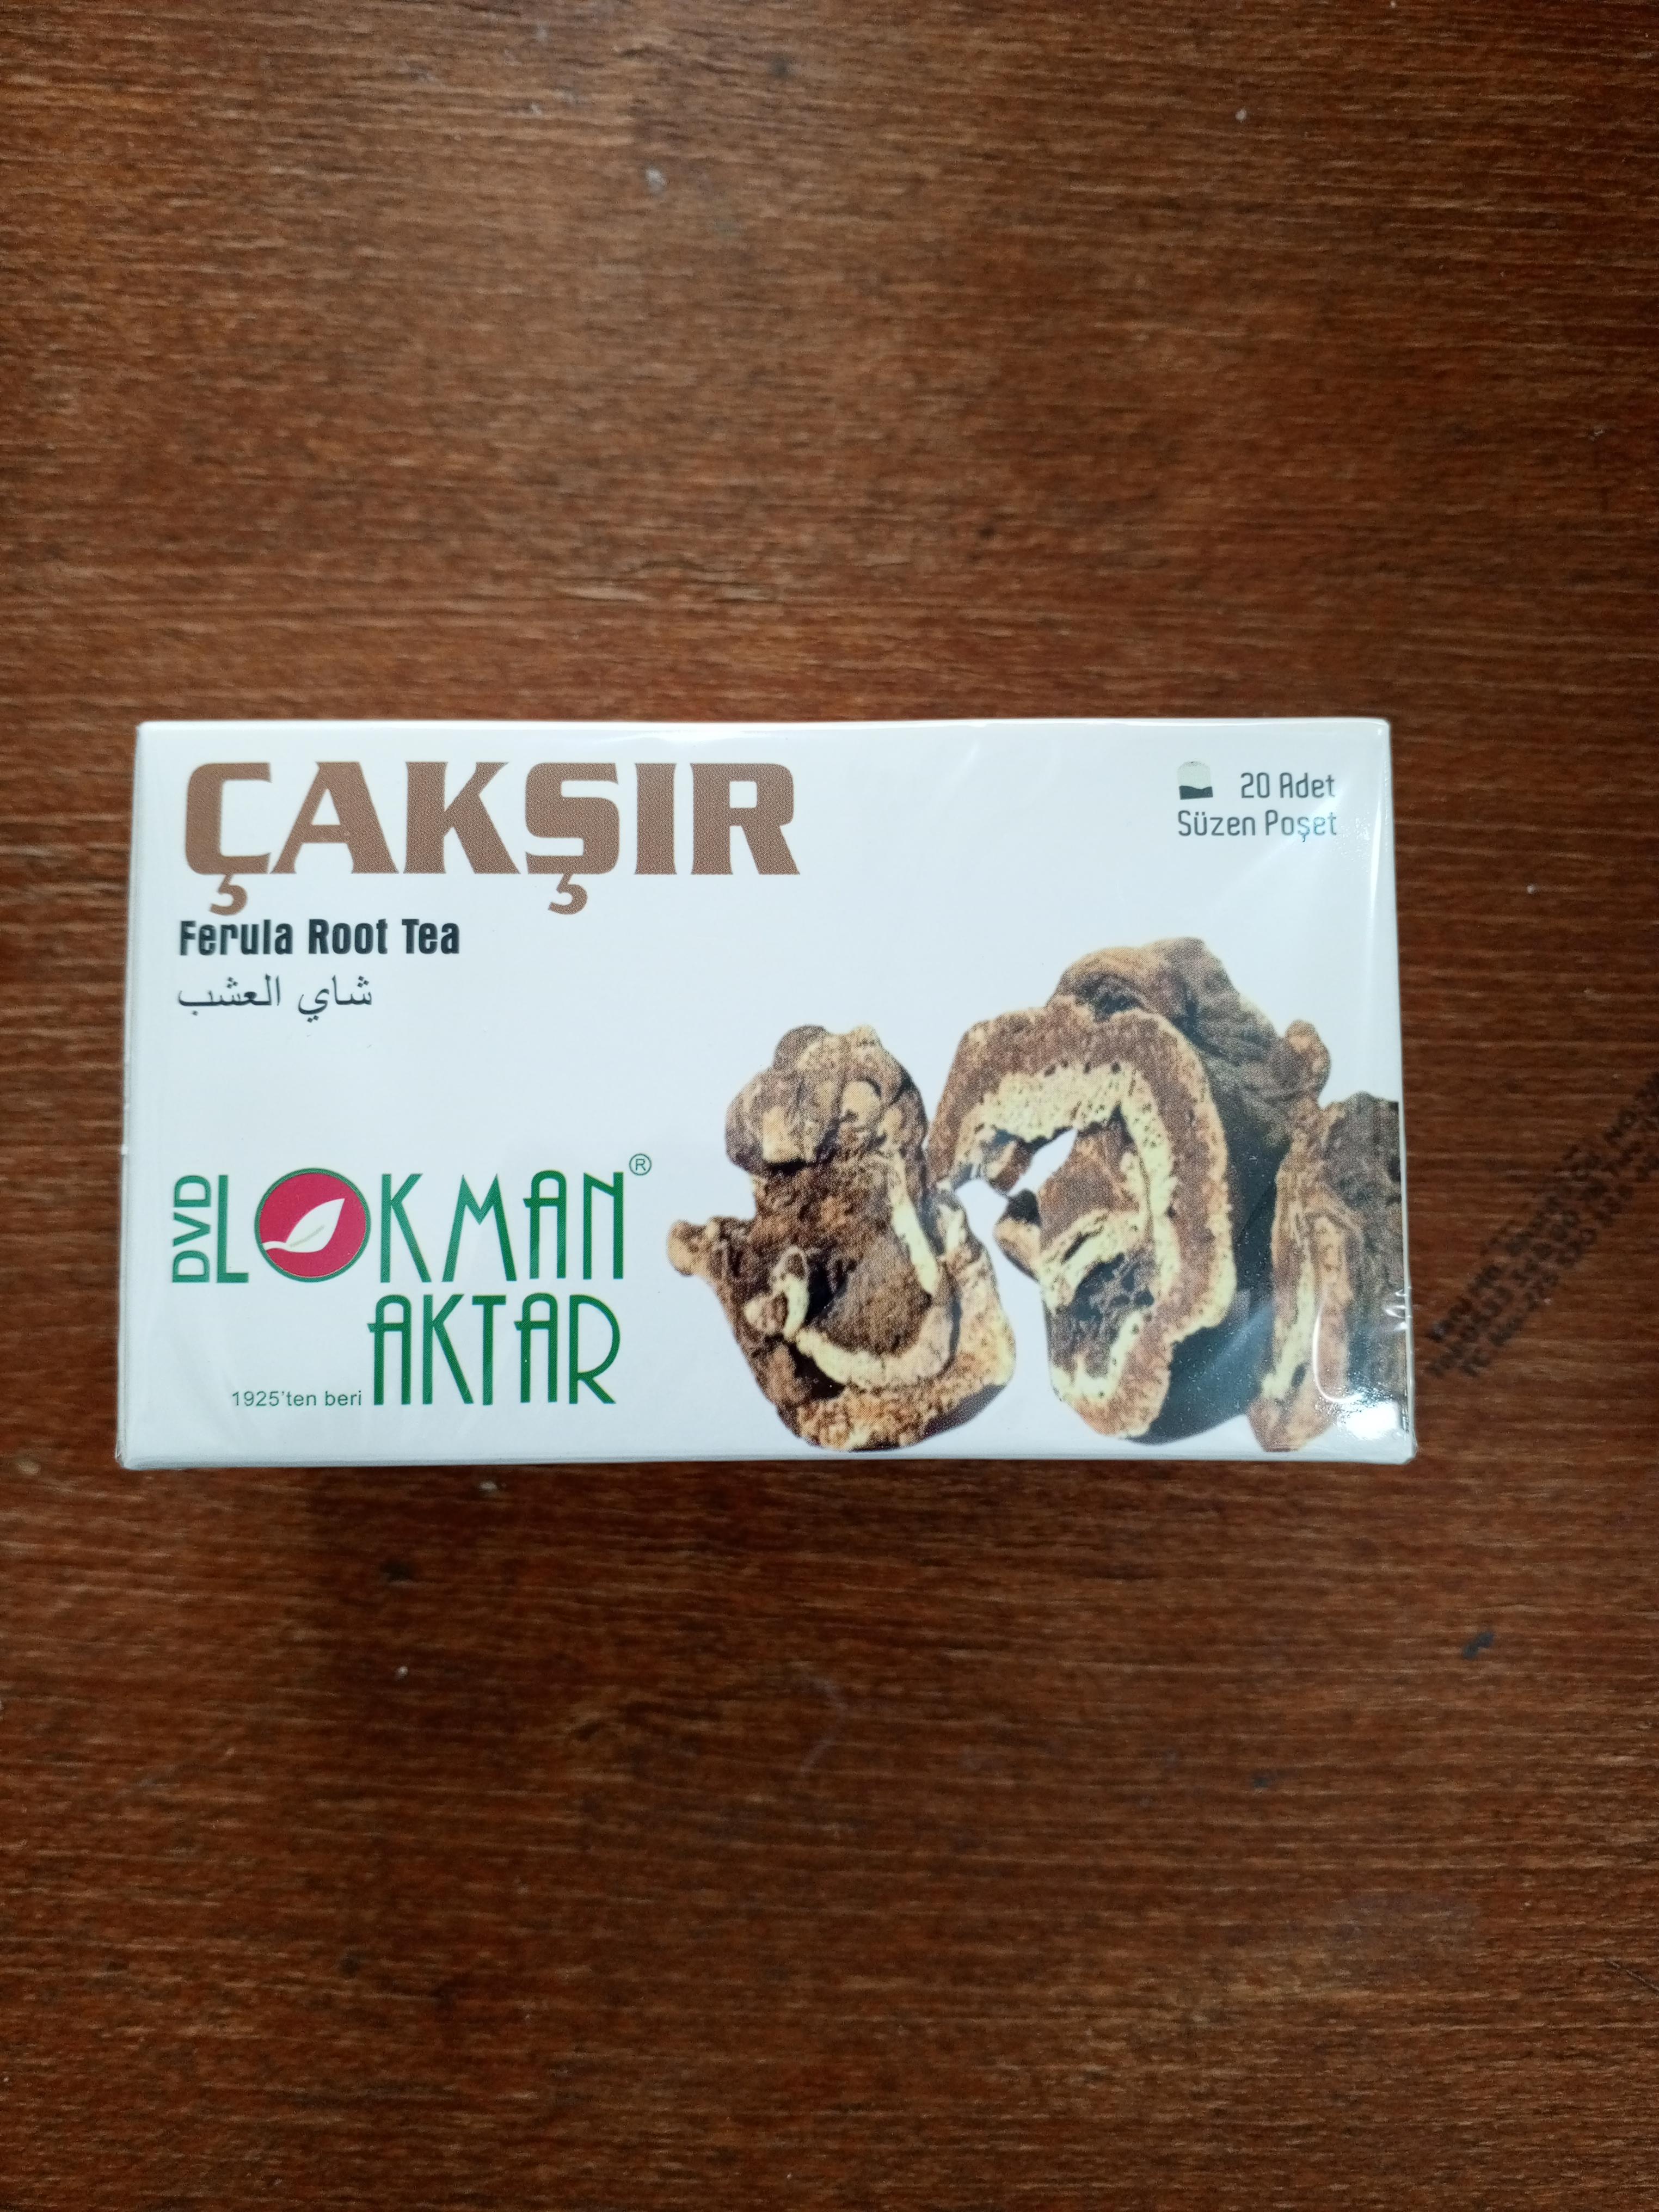 ÇAKŞIR
20 Adet
Süzen Poşet
Ferula Root Tea
شاي العشب
DVD LOKMAN®
AKTAR
1925'ten beri